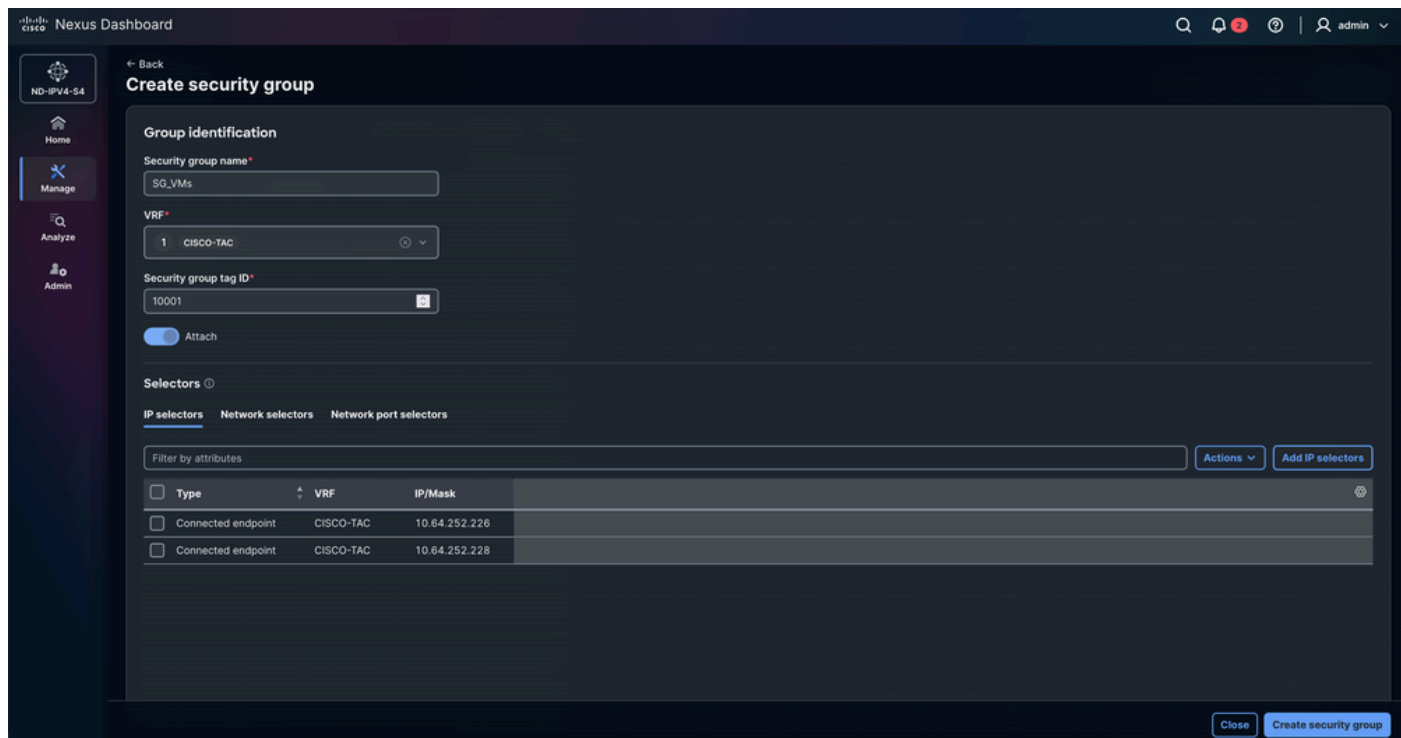 cisco Nexus Dashboard
2
admin
ND-IPV4-S4
Home
Manage
Analyze
Admin
← Back
Create security group
Group identification
Security group name*
SG_VMs
VRF*
1 CISCO-TAC
Security group tag ID*
10001
Attach
Selectors
IP selectors Network selectors Network port selectors
Filter by attributes
Actions
Add IP selectors
Type VRF IP/Mask
Connected endpoint CISCO-TAC 10.64.252.226
Connected endpoint CISCO-TAC 10.64.252.228
Close
Create security group